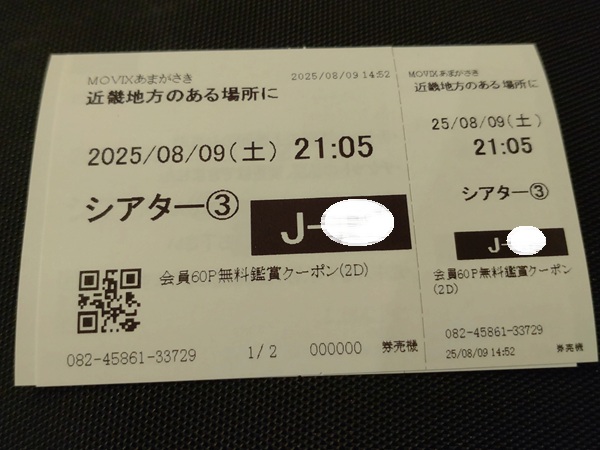 MOVIXあまがさき 2025/08/09 14:52
近畿地方のある場所に
2025/08/09(土) 21:05
シアター③
J-
会員60P無料鑑賞クーポン(2D)
082-45861-33729 1/2 000000 券売機
MOVIXあまがさき
近畿地方のある場所に
25/08/09(土)
21:05
シアター③
J-
会員60P無料鑑賞クーポン
(2D)
082-45861-33729
25/08/09 14:52 券売機